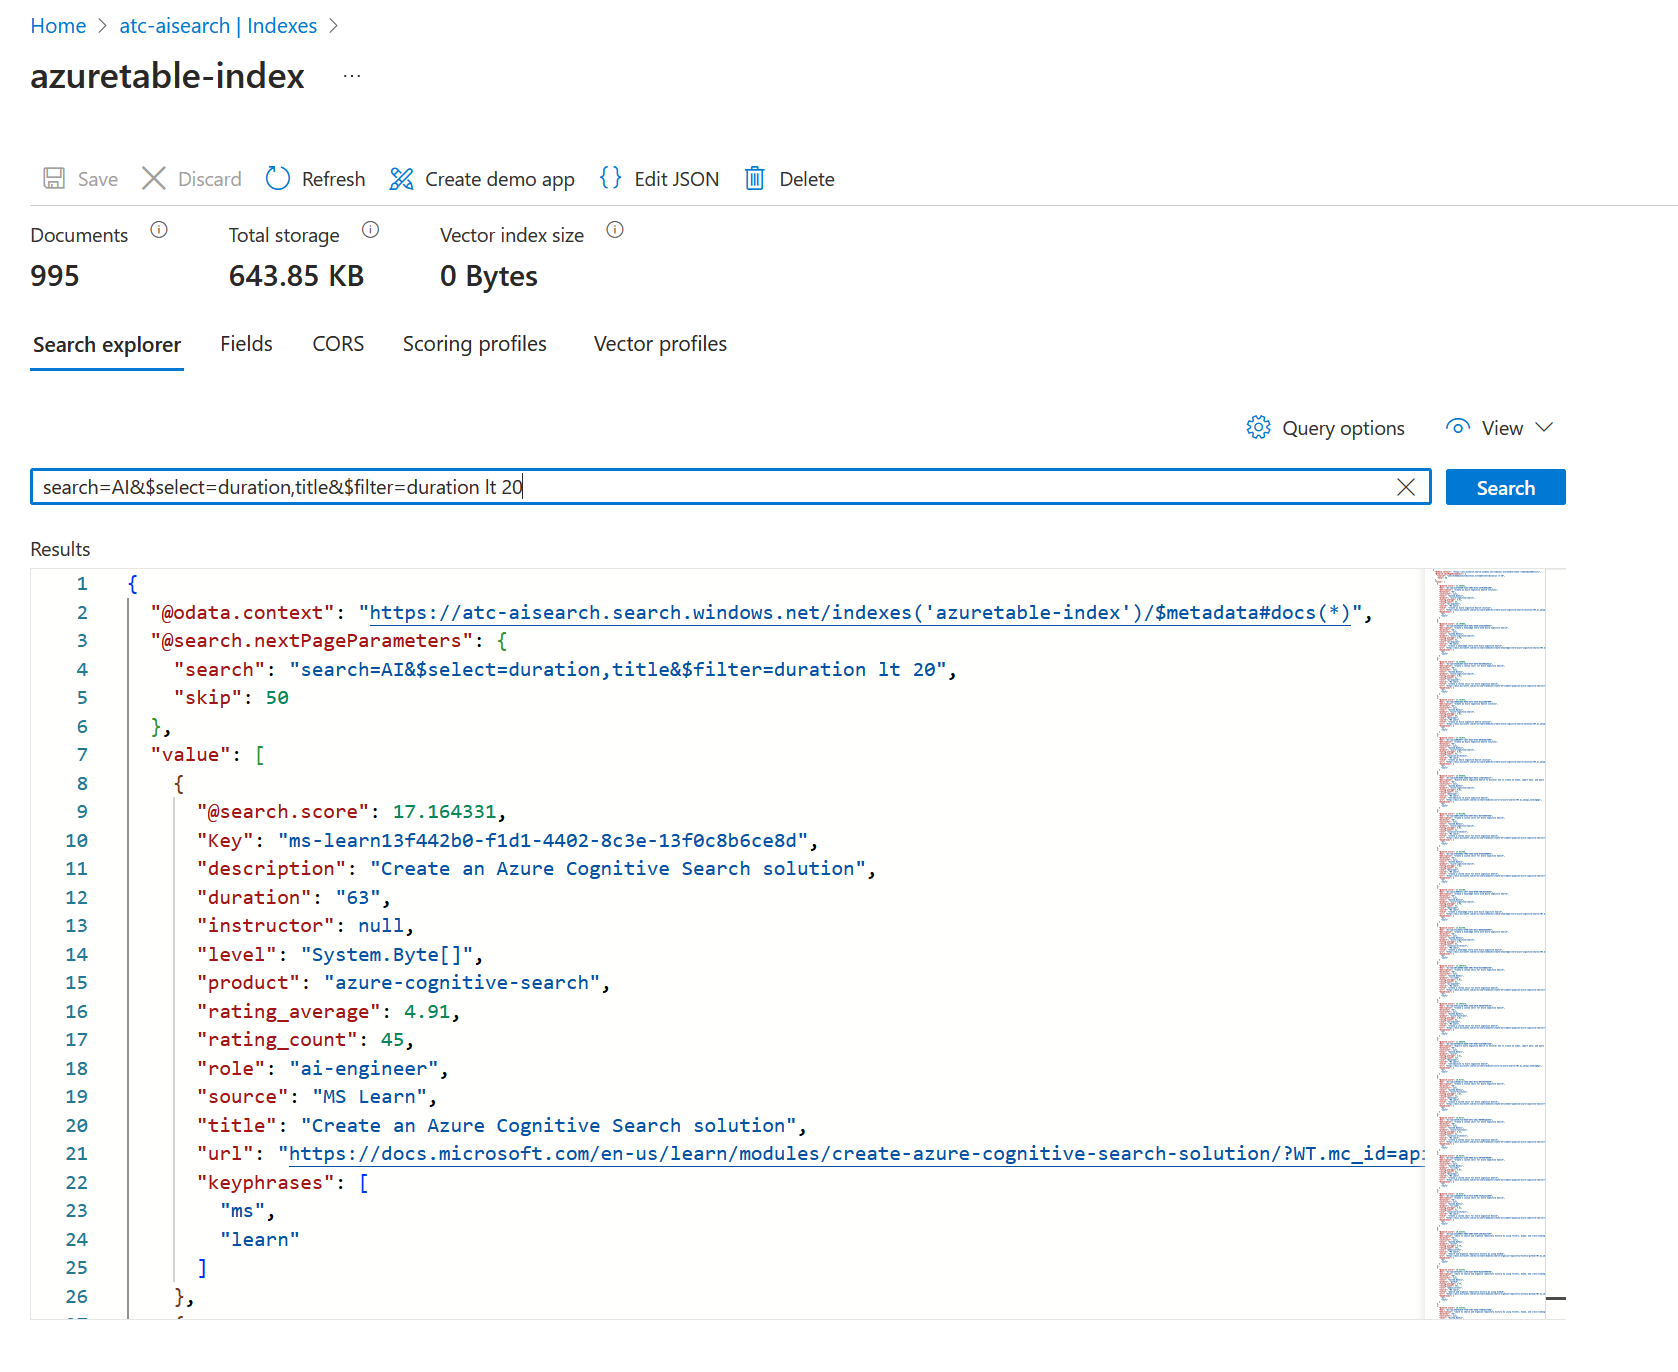 Home > atc-aisearch | Indexes >
azuretable-index ...
Save Discard Refresh Create demo app Edit JSON Delete
Documents Total storage Vector index size
995 643.85 KB 0 Bytes
Search explorer Fields CORS Scoring profiles Vector profiles
Query options View
search=AI&$select=duration,title&$filter=duration lt 20 Search
Results
1 {
2 "@odata.context": "https://atc-aisearch.search.windows.net/indexes('azuretable-index')/$metadata#docs(*)",
3 "@search.nextPageParameters": {
4 "search": "search=AI&$select=duration,title&$filter=duration lt 20",
5 "skip": 50
6 },
7 "value": [
8 {
9 "@search.score": 17.164331,
10 "Key": "ms-learn13f442b0-f1d1-4402-8c3e-13f0c8b6ce8d",
11 "description": "Create an Azure Cognitive Search solution",
12 "duration": "63",
13 "instructor": null,
14 "level": "System.Byte[]",
15 "product": "azure-cognitive-search",
16 "rating_average": 4.91,
17 "rating_count": 45,
18 "role": "ai-engineer",
19 "source": "MS Learn",
20 "title": "Create an Azure Cognitive Search solution",
21 "url": "https://docs.microsoft.com/en-us/learn/modules/create-azure-cognitive-search-solution/?WT.mc_id=api
22 "keyphrases": [
23 "ms",
24 "learn"
25 ]
26 },